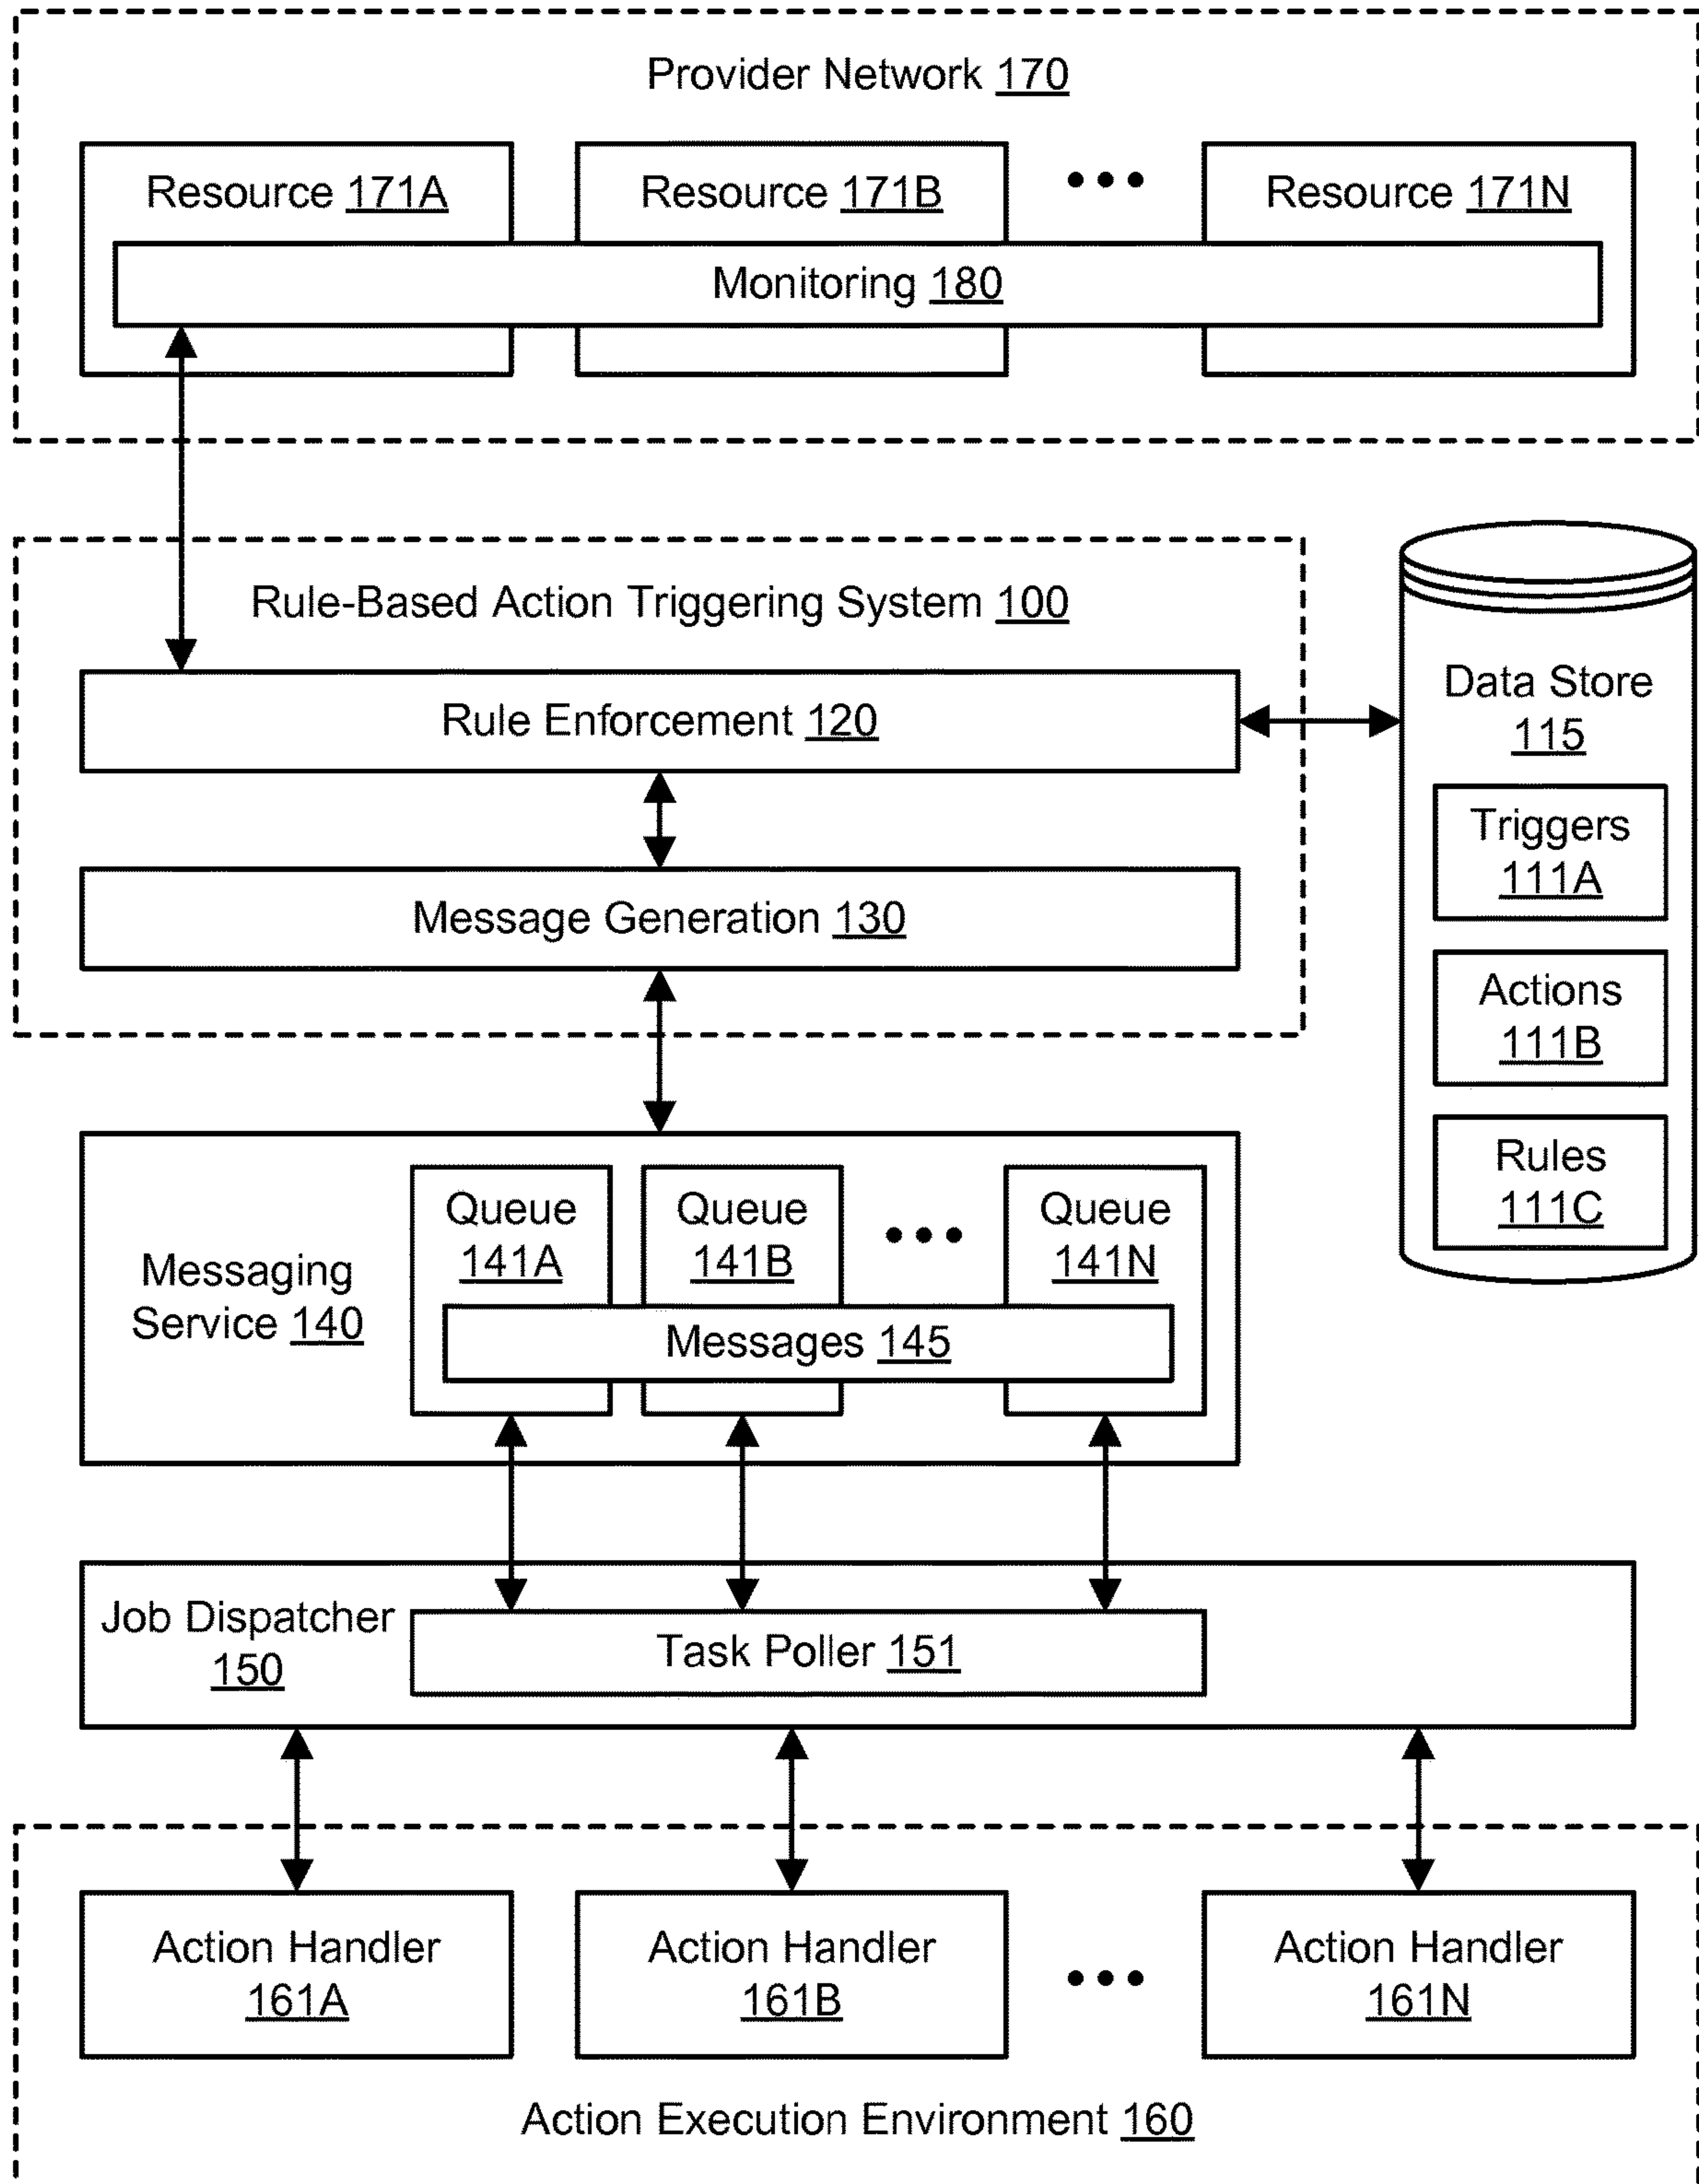 Provider Network 170
Resource 171A
Resource 171B
Resource 171N
Monitoring 180
Rule-Based Action Triggering System 100
Rule Enforcement 120
Message Generation 130
Data Store
115
Triggers
111A
Actions
111B
Rules
111C
Messaging
Service 140
Queue
141A
Queue
141B
Queue
141N
Messages 145
Job Dispatcher
150
Task Poller 151
Action Handler
161A
Action Handler
161B
Action Handler
161N
Action Execution Environment 160